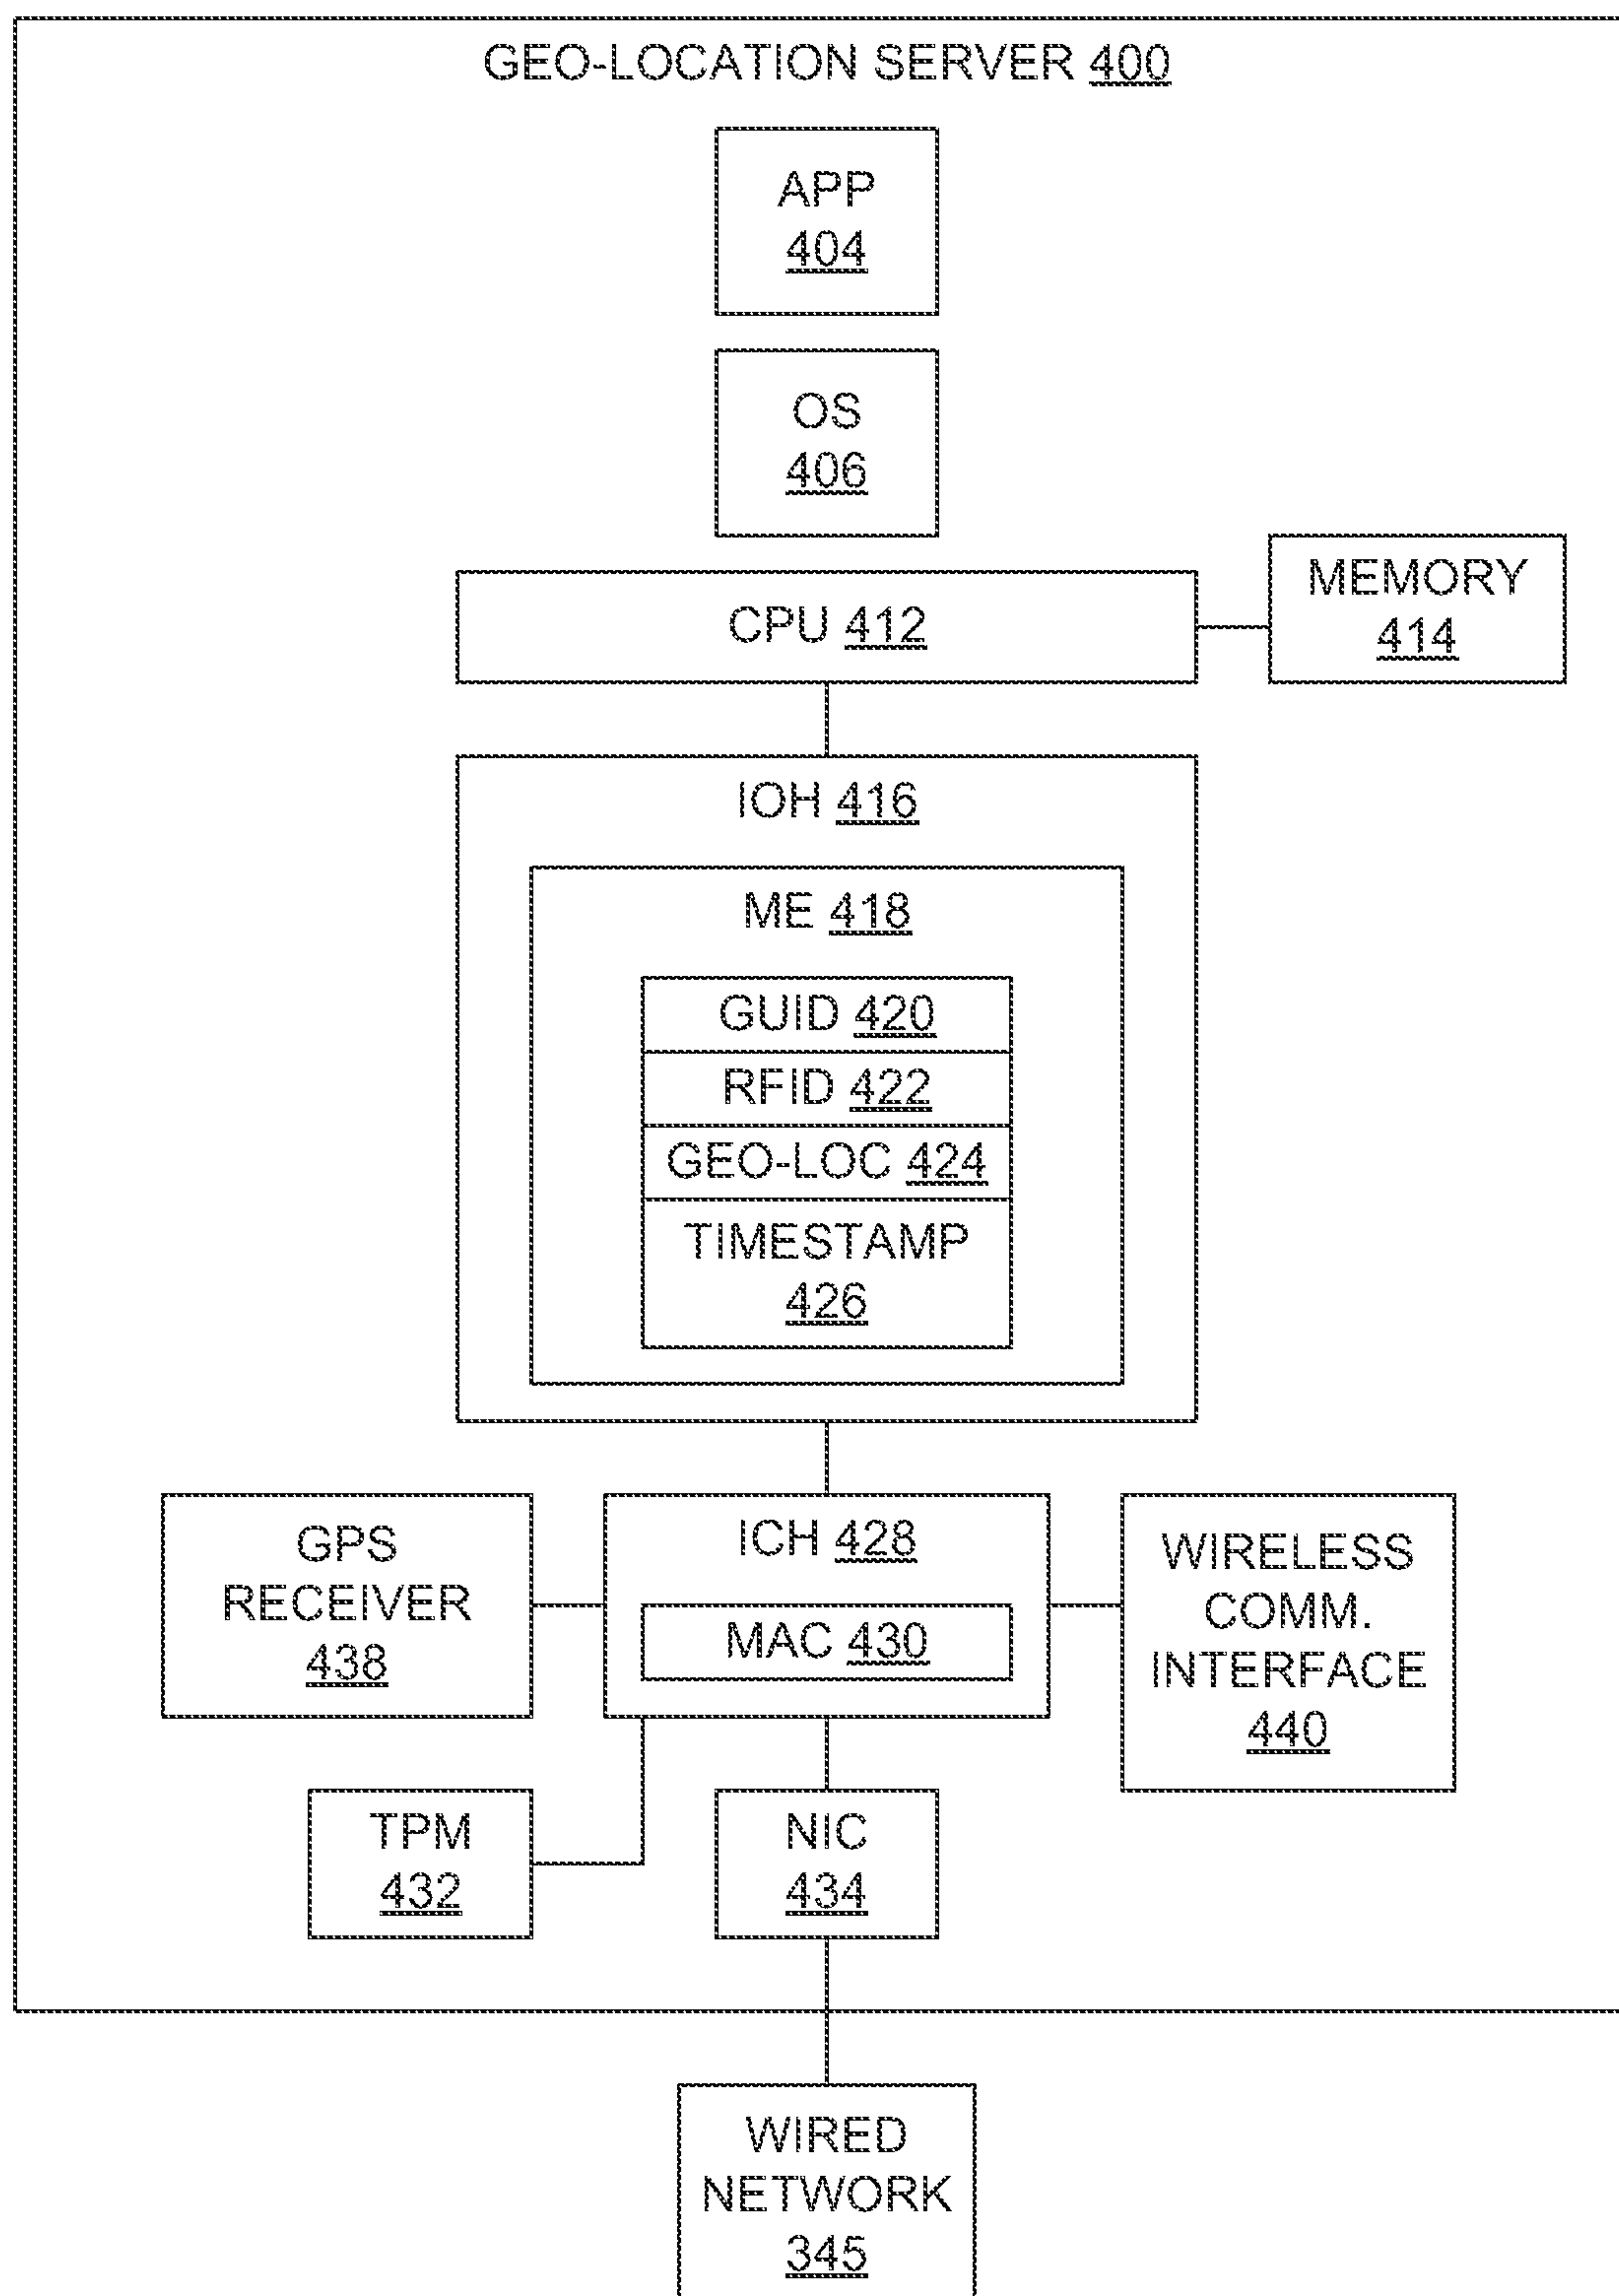 GEO-LOCATION SERVER 400
APP
404
OS
406
CPU 412
MEMORY
414
IOH 416
ME 418
GUID 420
RFID 422
GEO-LOC 424
TIMESTAMP
426
GPS
RECEIVER
438
ICH 428
MAC 430
WIRELESS
COMM.
INTERFACE
440
TPM
432
NIC
434
WIRED
NETWORK
345